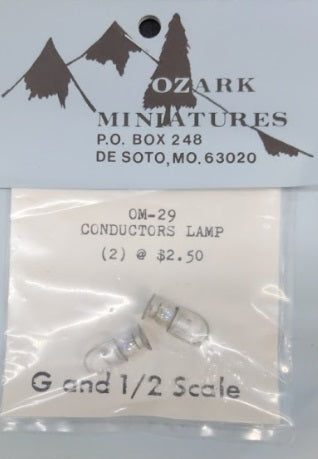 OZARK
MINIATURES
P.O. BOX 248
DE SOTO, MO. 63020
OM-29
CONDUCTORS LAMP
(2) @ $2.50
G and 1/2 Scale